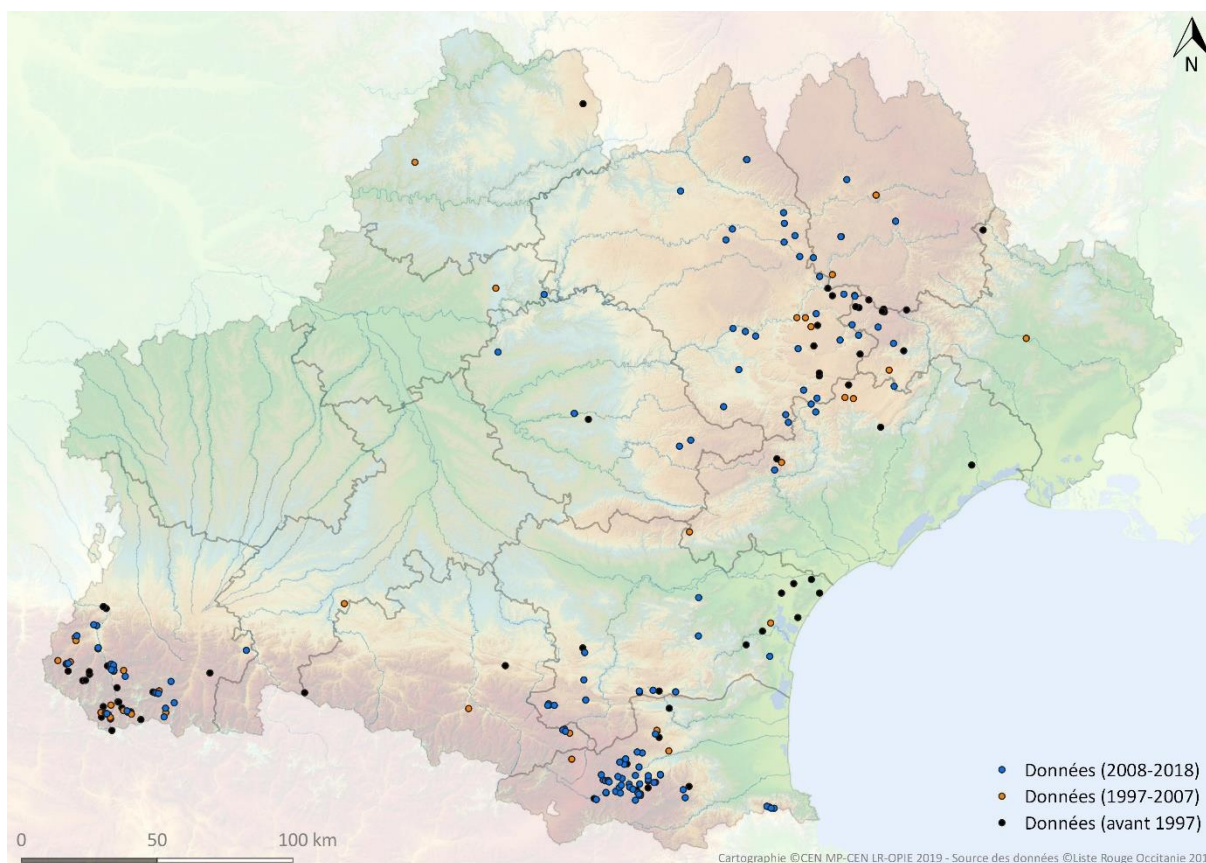 N
Données (2008-2018)
Données (1997-2007)
Données (avant 1997)
0 50 100 km
Cartographie ©CEN MP-CEN LR-OPIE 2019 - Source des données ©Liste Rouge Occitanie 201